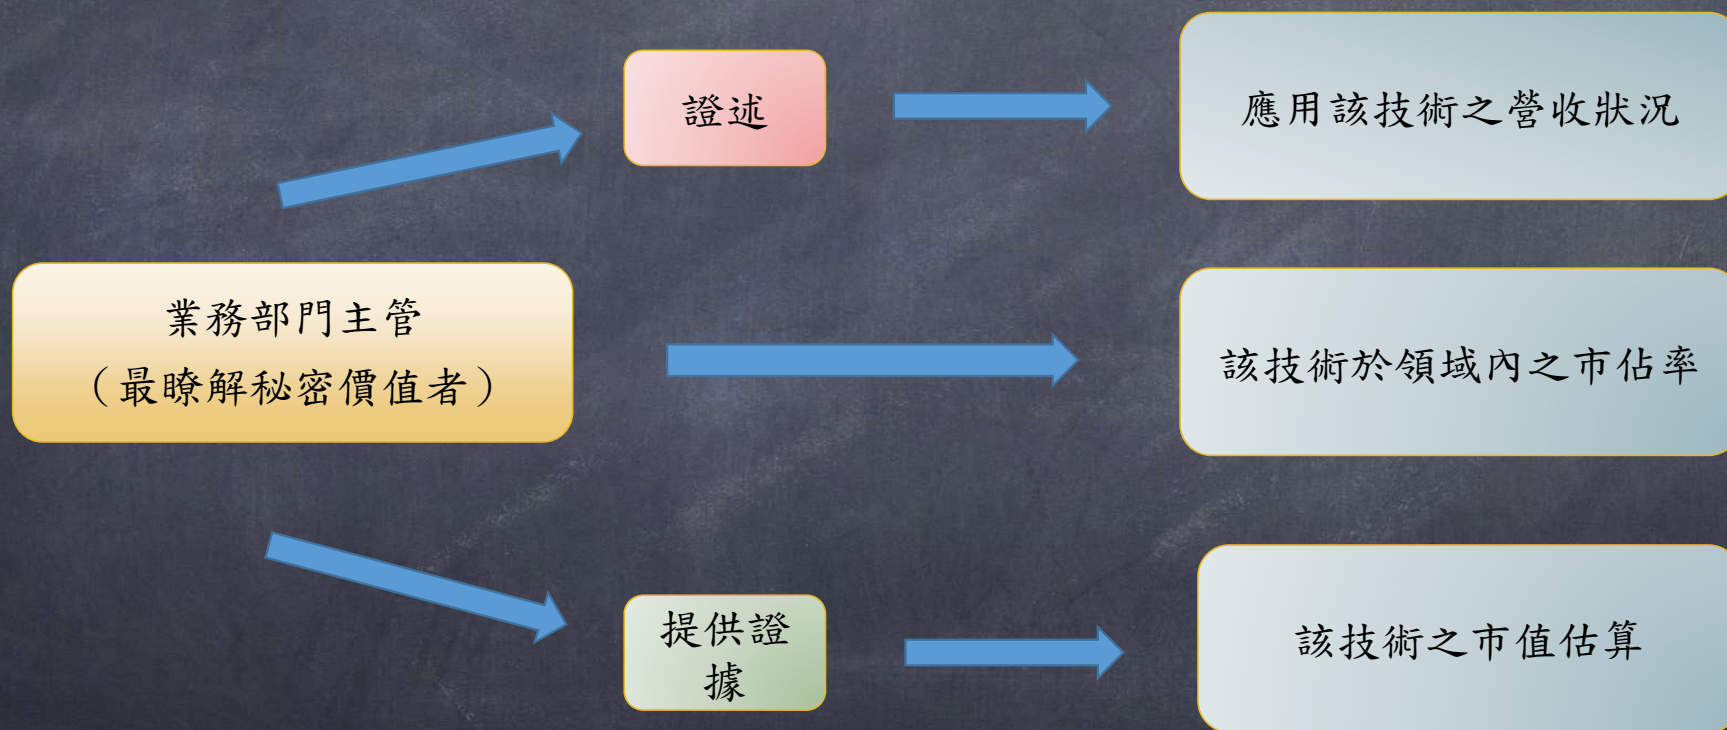 證述
應用該技術之營收狀況
業務部門主管
（最瞭解秘密價值者）
該技術於領域內之市佔率
提供證
據
該技術之市值估算